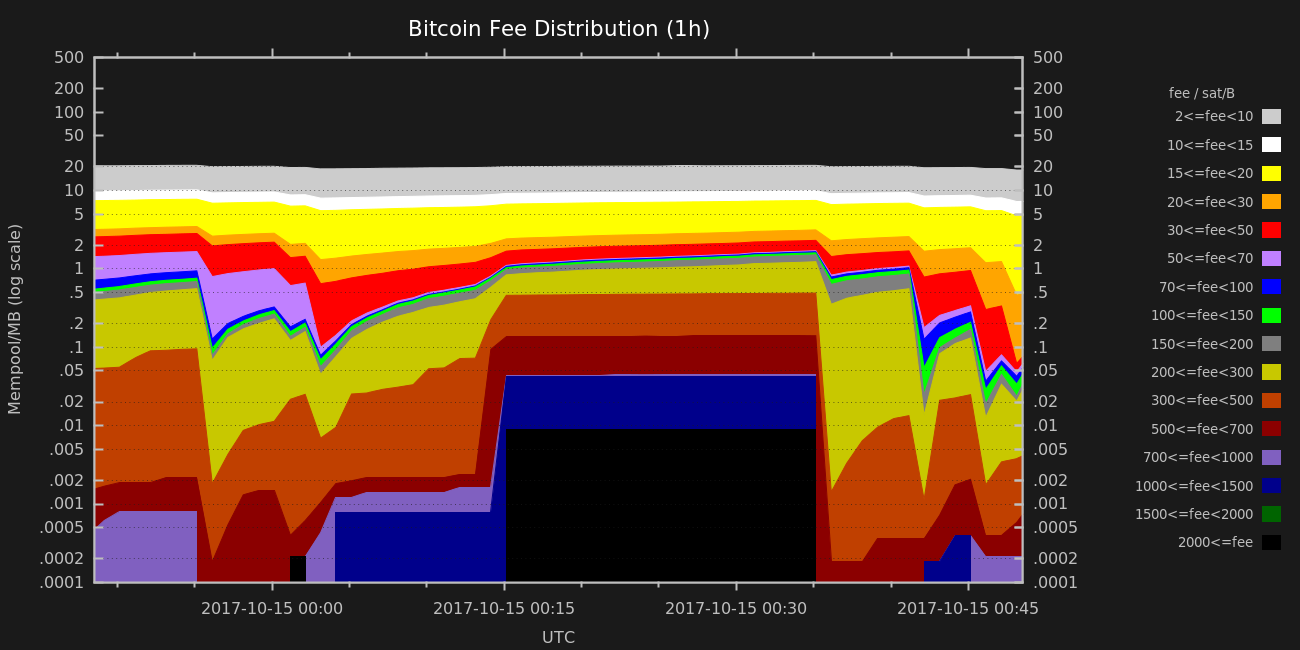 Bitcoin Fee Distribution (1h)
Mempool/MB (log scale)
500
200
100
50
20
10
5
2
1
.5
.2
.1
.05
.02
.01
.005
.002
.001
.0005
.0002
.0001
500
200
100
50
20
10
5
2
1
.5
.2
.1
.05
.02
.01
.005
.002
.001
.0005
.0002
.0001
2017-10-15 00:00 2017-10-15 00:15 2017-10-15 00:30 2017-10-15 00:45
UTC
fee / sat/B
2<=fee<10
10<=fee<15
15<=fee<20
20<=fee<30
30<=fee<50
50<=fee<70
70<=fee<100
100<=fee<150
150<=fee<200
200<=fee<300
300<=fee<500
500<=fee<700
700<=fee<1000
1000<=fee<1500
1500<=fee<2000
2000<=fee